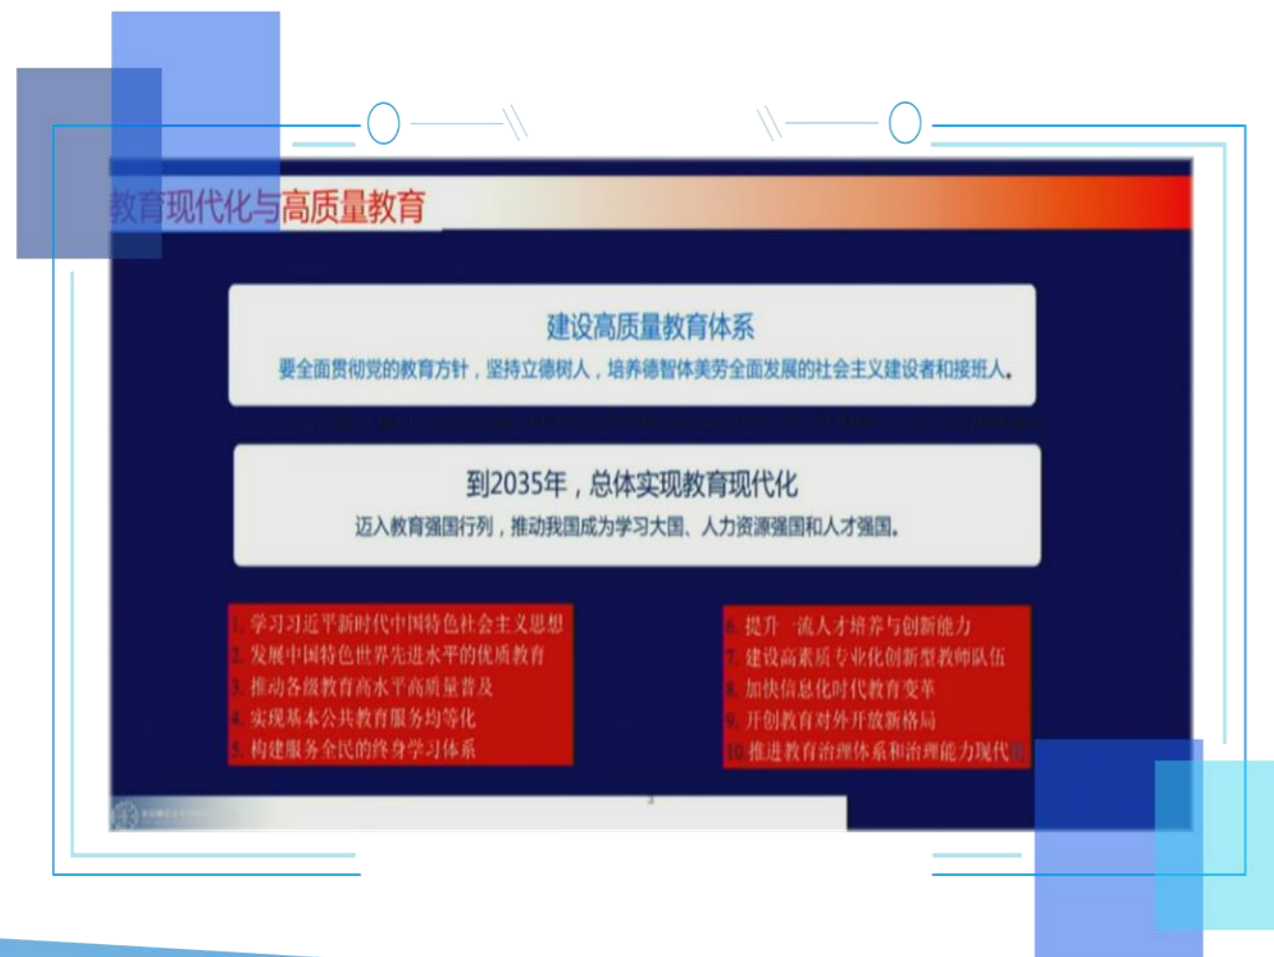 教育现代化与高质量教育
建设高质量教育体系
要全面贯彻党的教育方针，坚持立德树人，培养德智体美劳全面发展的社会主义建设者和接班人。
到2035年，总体实现教育现代化
迈入教育强国行列，推动我国成为学习大国、人力资源强国和人才强国。
1. 学习习近平新时代中国特色社会主义思想
2. 发展中国特色世界先进水平的优质教育
3. 推动各级教育高水平高质量普及
4. 实现基本公共教育服务均等化
5. 构建服务全民的终身学习体系
6. 提升一流人才培养与创新能力
7. 建设高素质专业化创新型教师队伍
8. 加快信息化时代教育变革
9. 开创教育对外开放新格局
10.推进教育治理体系和治理能力现代化
3